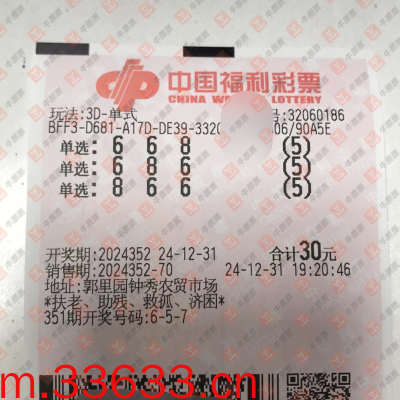 中国福利彩票
CHINA W LOTTERY
玩法:3D-单式 号:32060186
BFF3-D681-A17D-DE39-332 06/90A5E
单选: 6 6 8 (5)
单选: 6 8 6 (5)
单选: 8 6 6 (5)
开奖期:2024352 24-12-31 合计30元
销售期:2024352-70 24-12-31 19:20:46
地址:郭里园钟秀农贸市场
*扶老、助残、救孤、济困*
351期开奖号码:6-5-7
m.33633.cn